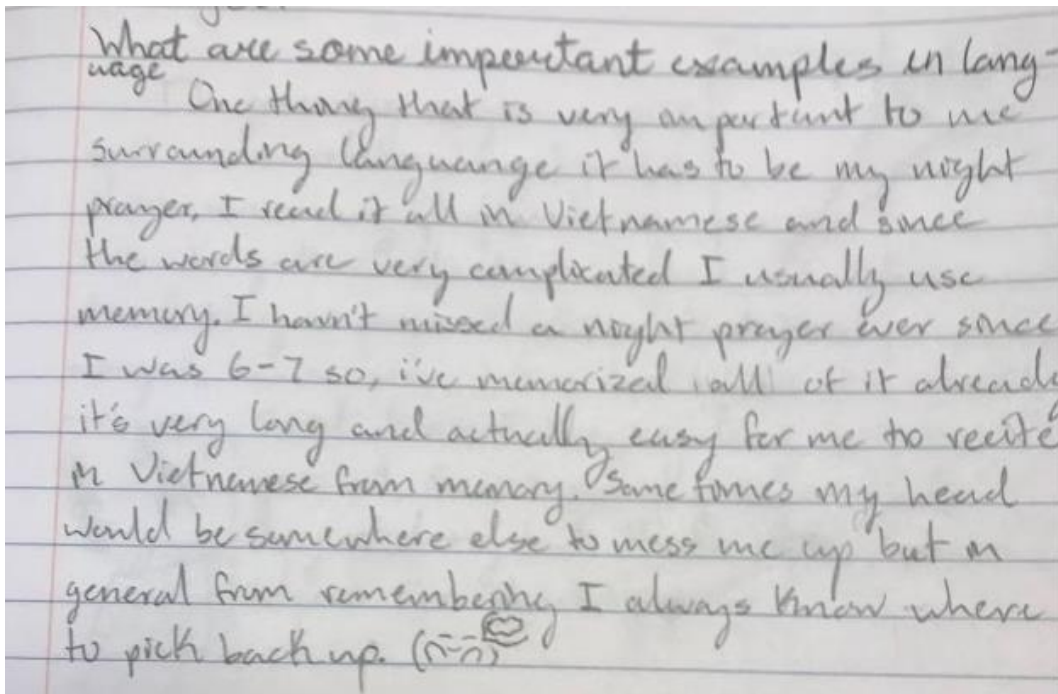 What are some important examples in lang-
uage
One thing that is very important to me
surrounding languange it has to be my night
prayer, I read it all in Vietnamese and since
the words are very complicated I usually use
memory. I havn't missed a night prayer ever since
I was 6-7 so, i've memorized all of it already
it's very long and actually easy for me to recite
in Vietnamese from memory. Sometimes my head
would be somewhere else to mess me up but in
general from remembering I always know where
to pick back up.